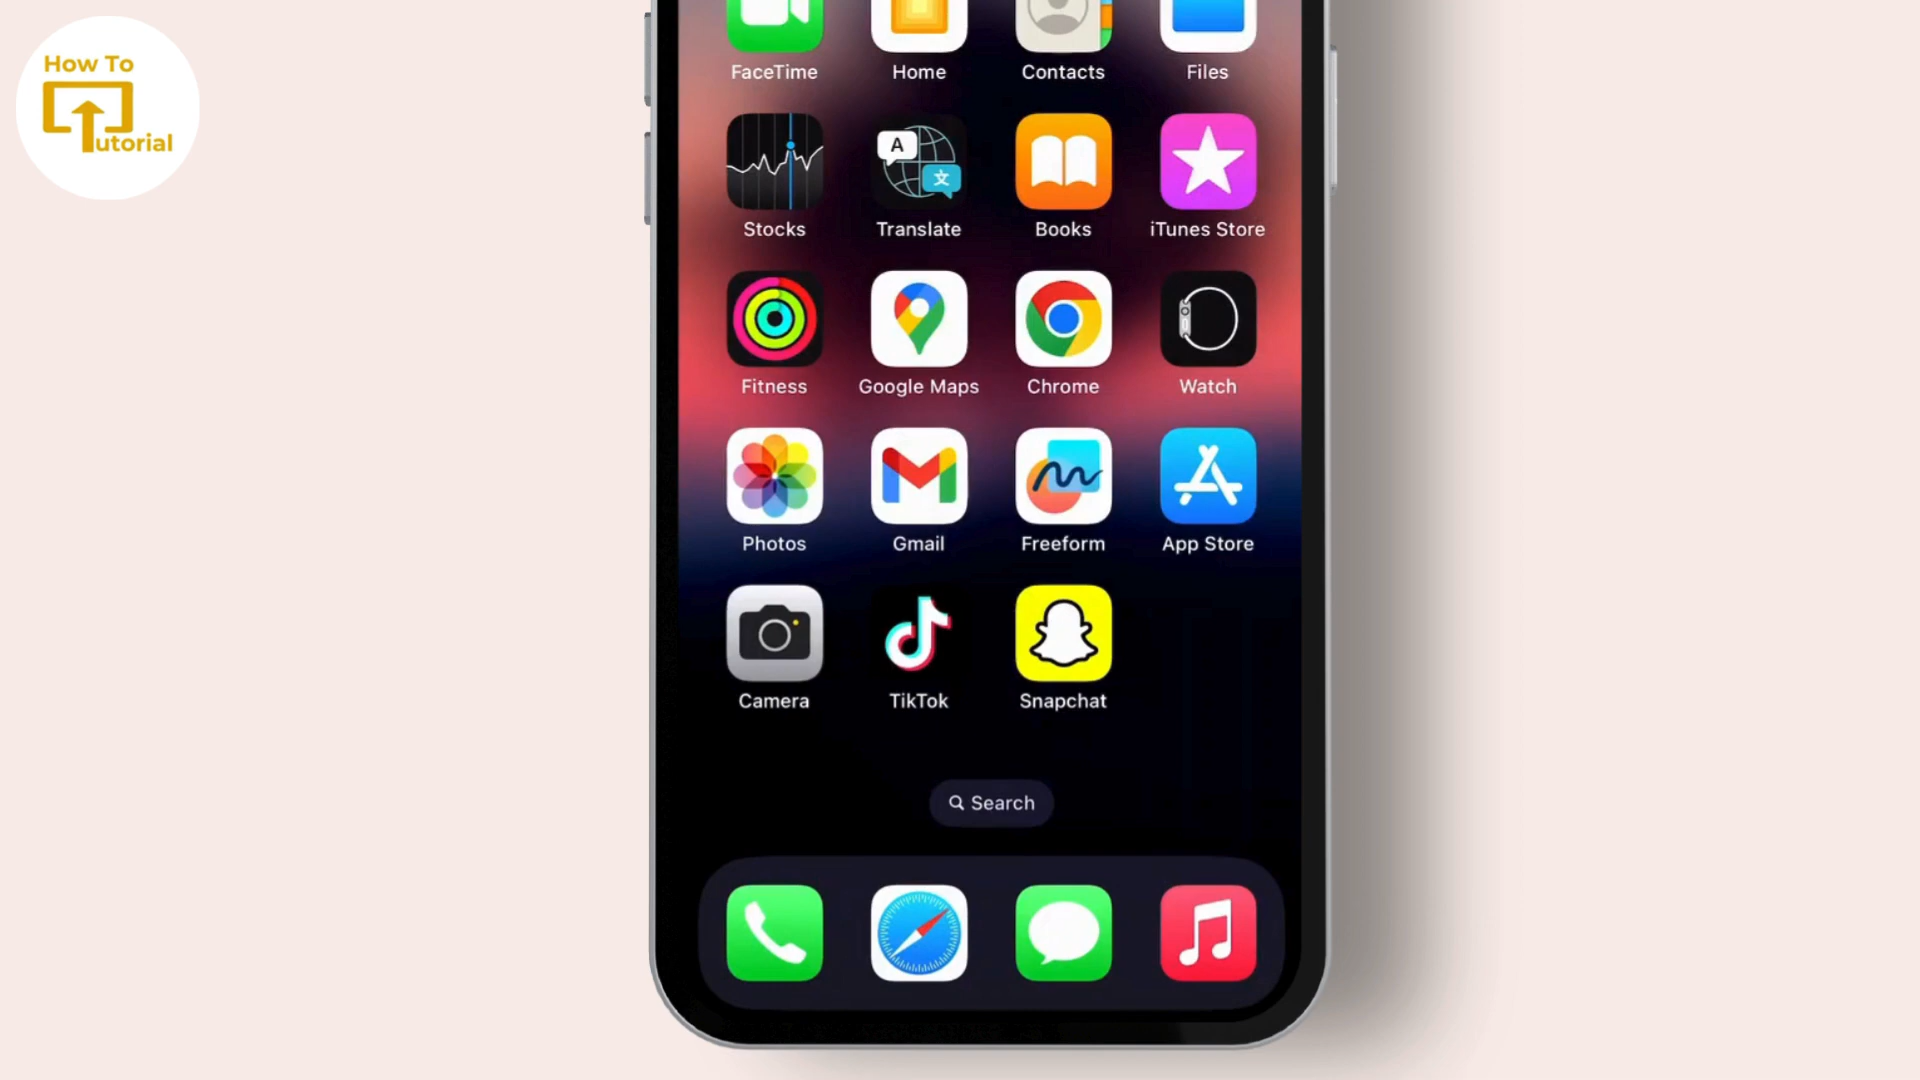 How To
utorial
FaceTime Home Contacts Files
A 文
Stocks Translate Books iTunes Store
Fitness Google Maps Chrome Watch
Photos Gmail Freeform App Store
Camera TikTok Snapchat
Search